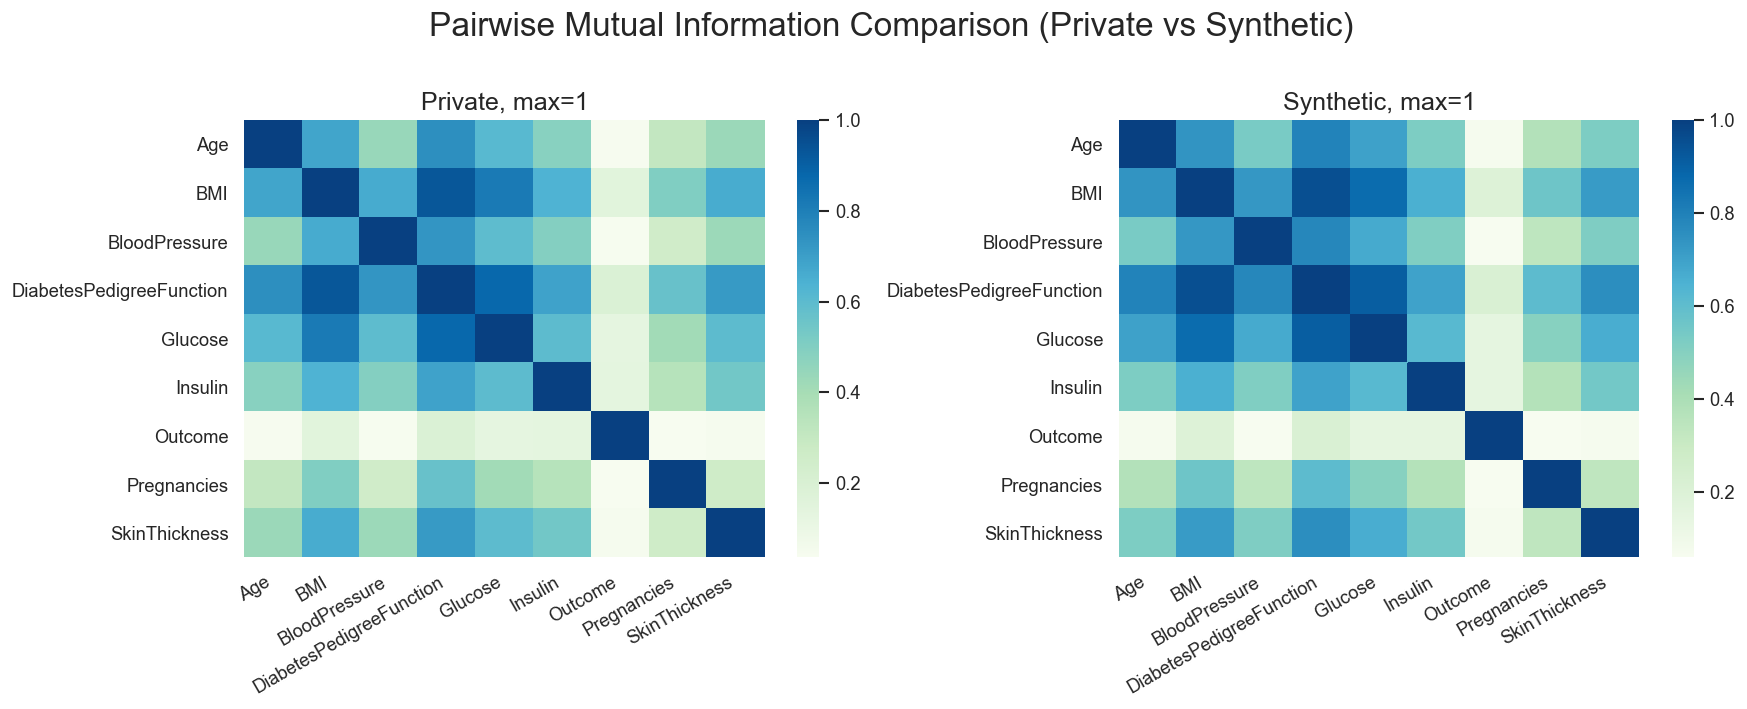 Pairwise Mutual Information Comparison (Private vs Synthetic)
Private, max=1
Age
BMI
BloodPressure
DiabetesPedigreeFunction
Glucose
Insulin
Outcome
Pregnancies
SkinThickness
Age
BMI
BloodPressure
DiabetesPedigreeFunction
Glucose
Insulin
Outcome
Pregnancies
SkinThickness
1.0
0.8
0.6
0.4
0.2
Synthetic, max=1
Age
BMI
BloodPressure
DiabetesPedigreeFunction
Glucose
Insulin
Outcome
Pregnancies
SkinThickness
Age
BMI
BloodPressure
DiabetesPedigreeFunction
Glucose
Insulin
Outcome
Pregnancies
SkinThickness
1.0
0.8
0.6
0.4
0.2